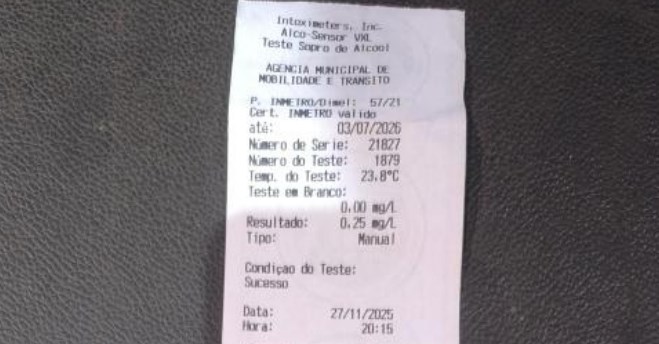 Intoximeters, Inc.
Alco-Sensor VXL
Teste Sopro de Alcool
AGENCIA MUNICIPAL DE
MOBILIDADE E TRANSITO
P. INMETRO/Dimel: 57/21
Cert. INMETRO valido
até: 03/07/2026
Número de Serie: 21827
Número do Teste: 1879
Temp. do Teste: 23.8°C
Teste em Branco:
0.00 mg/L
Resultado: 0.25 mg/L
Tipo: Manual
Condiçao do Teste:
Sucesso
Data: 27/11/2025
Hora: 20:15